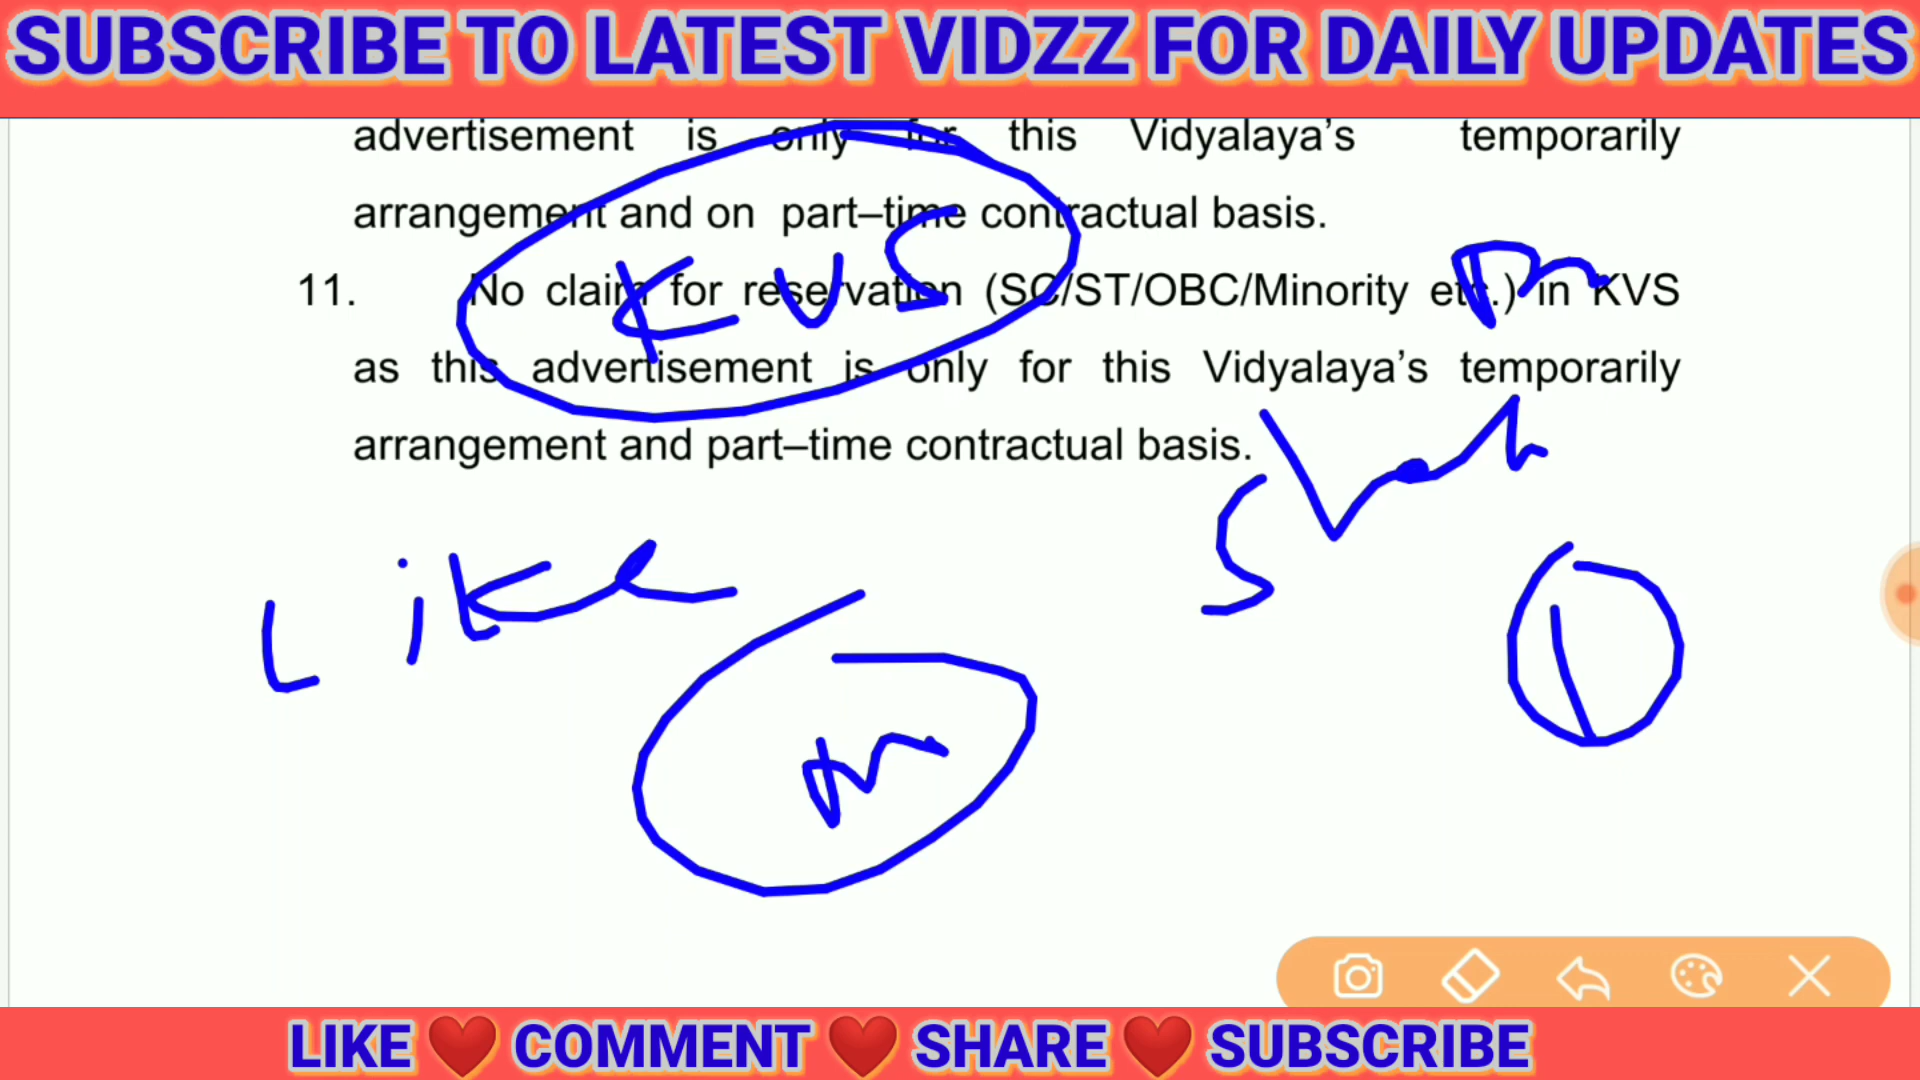 SUBSCRIBE TO LATEST VIDZZ FOR DAILY UPDATES
advertisement is only for this Vidyalaya’s temporarily
arrangement and on part–time contractual basis.
11. No claim for reservation (SC/ST/OBC/Minority etc.) in KVS
KVS
as this advertisement is only for this Vidyalaya’s temporarily
arrangement and part–time contractual basis.
Like
LIKE ❤️ COMMENT ❤️ SHARE ❤️ SUBSCRIBE